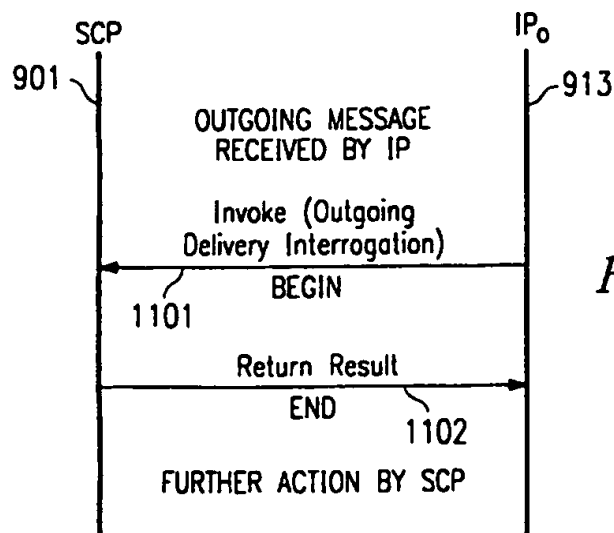 SCP
IPo
901
913
OUTGOING MESSAGE
RECEIVED BY IP
Invoke (Outgoing
Delivery Interrogation)
1101
BEGIN
Return Result
END
1102
FURTHER ACTION BY SCP